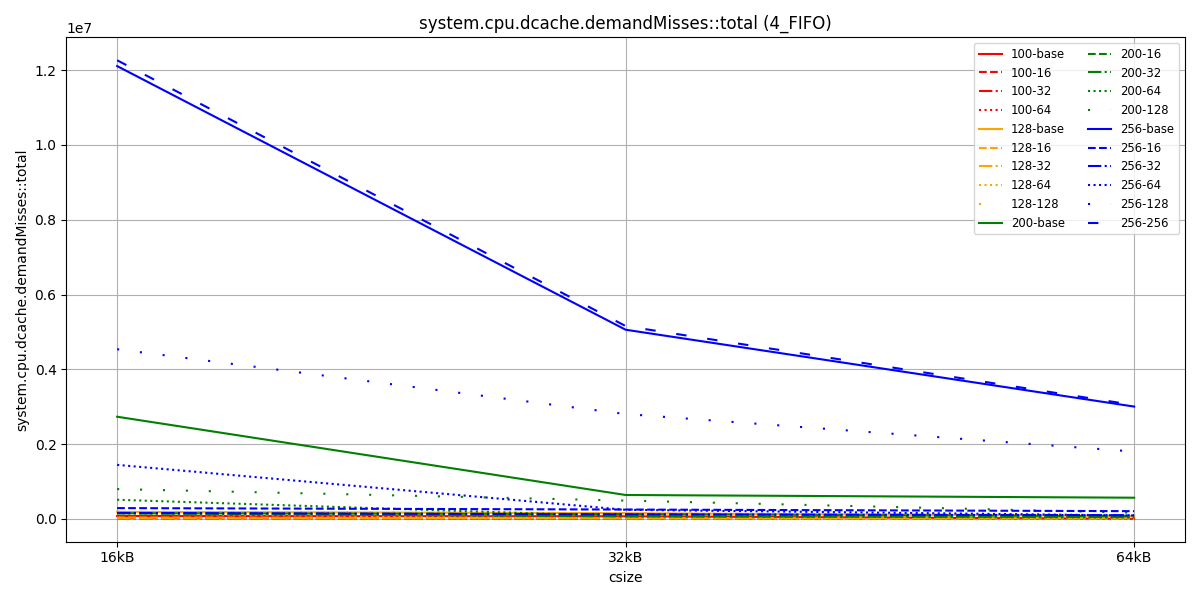 system.cpu.dcache.demandMisses::total (4_FIFO)
1e7
1.2
1.0
0.8
0.6
0.4
0.2
0.0
system.cpu.dcache.demandMisses::total
16kB
32kB
64kB
csize
100-base
100-16
100-32
100-64
128-base
128-16
128-32
128-64
128-128
200-base
200-16
200-32
200-64
200-128
256-base
256-16
256-32
256-64
256-128
256-256